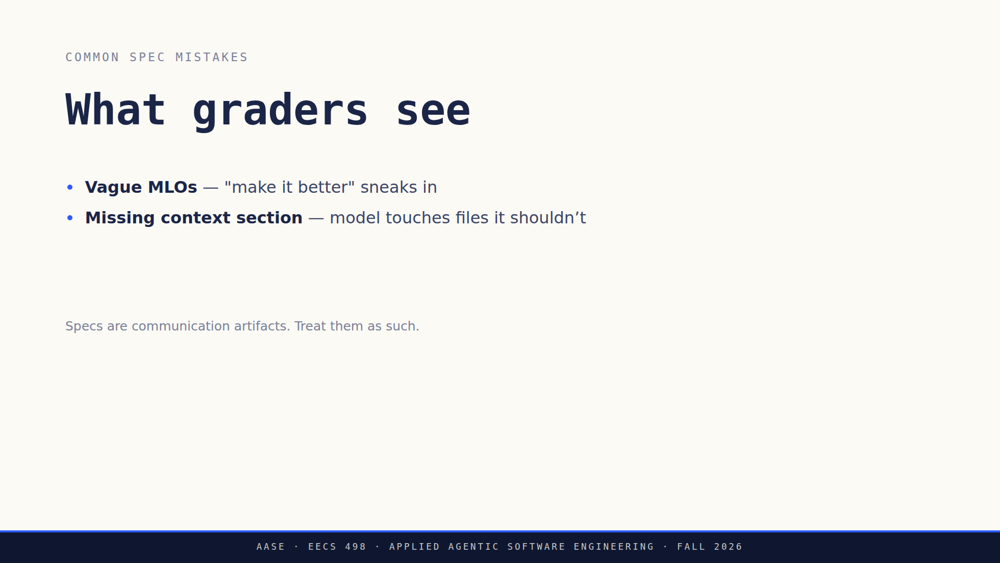 COMMON SPEC MISTAKES
What graders see
• Vague MLOs — "make it better" sneaks in
• Missing context section — model touches files it shouldn’t
Specs are communication artifacts. Treat them as such.
AASE · EECS 498 · APPLIED AGENTIC SOFTWARE ENGINEERING · FALL 2026